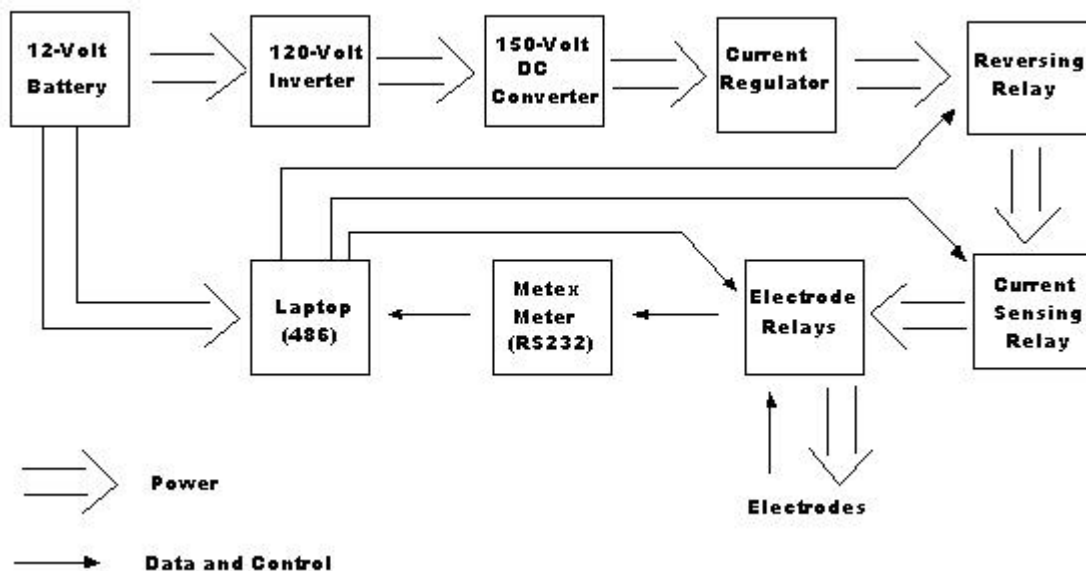 12-Volt
Battery
120-Volt
Inverter
150-Volt
DC
Converter
Current
Regulator
Reversing
Relay
Laptop
(486)
Metex
Meter
(RS232)
Electrode
Relays
Current
Sensing
Relay
Electrodes
Power
Data and Control